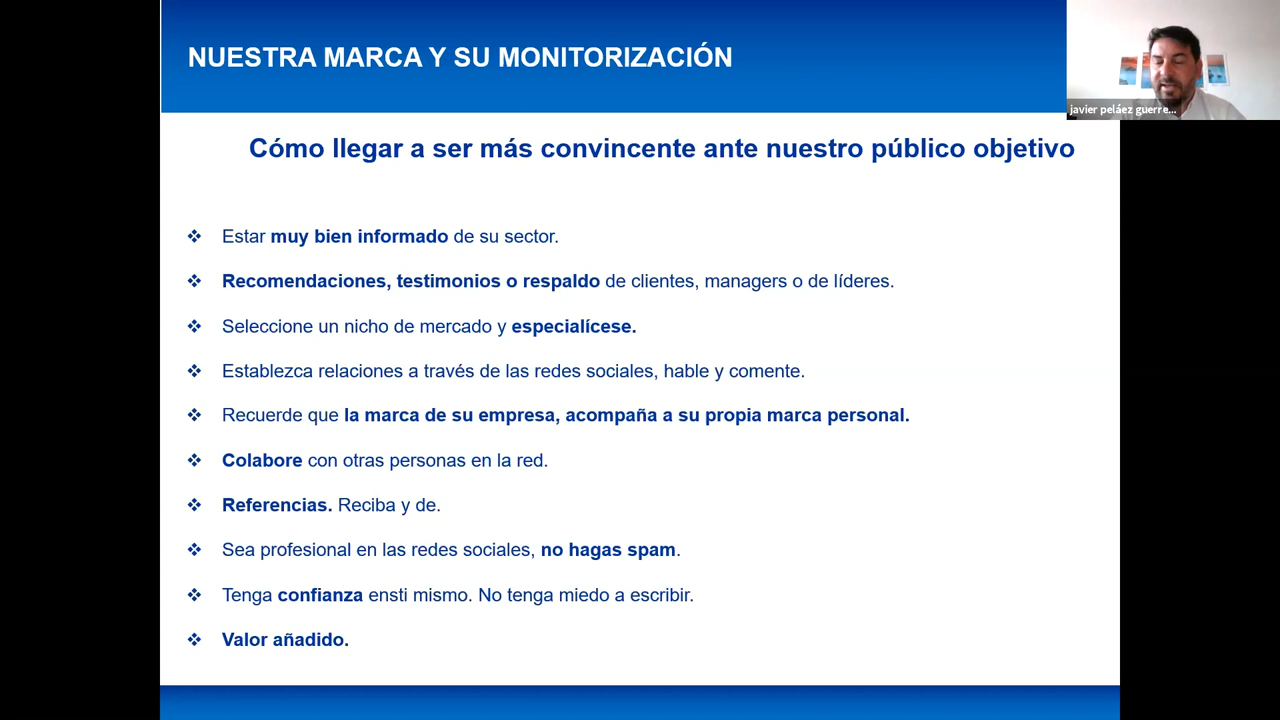 NUESTRA MARCA Y SU MONITORIZACIÓN
javier peláez guerre...
Cómo llegar a ser más convincente ante nuestro público objetivo
❖ Estar muy bien informado de su sector.
❖ Recomendaciones, testimonios o respaldo de clientes, managers o de líderes.
❖ Seleccione un nicho de mercado y especialícese.
❖ Establezca relaciones a través de las redes sociales, hable y comente.
❖ Recuerde que la marca de su empresa, acompaña a su propia marca personal.
❖ Colabore con otras personas en la red.
❖ Referencias. Reciba y de.
❖ Sea profesional en las redes sociales, no hagas spam.
❖ Tenga confianza ensti mismo. No tenga miedo a escribir.
❖ Valor añadido.